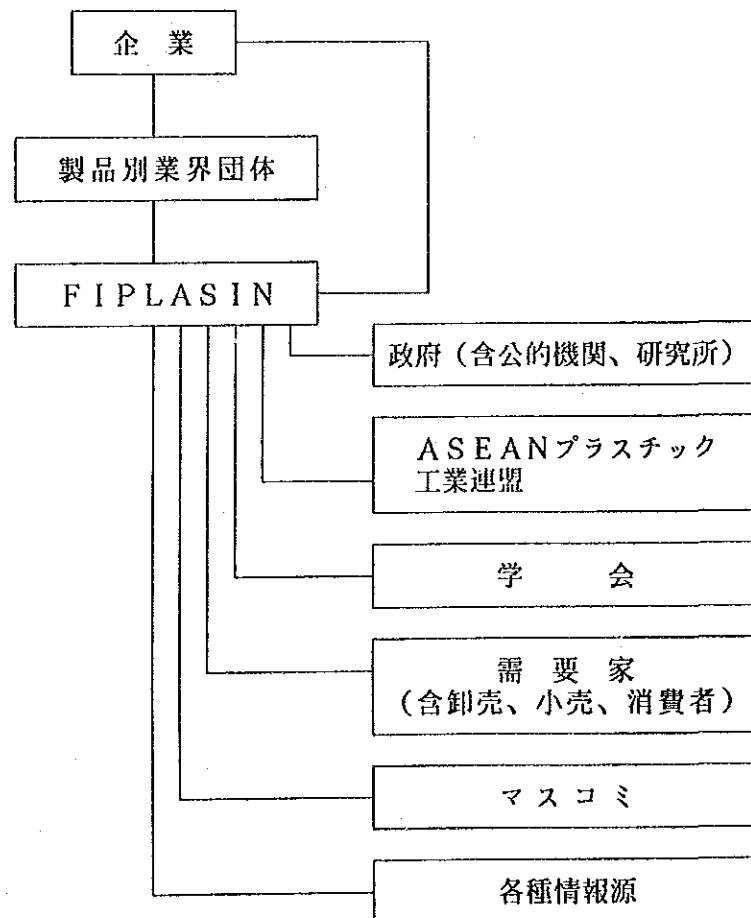 企業
製品別業界団体
FIPLASIN
政府（含公的機関、研究所）
ASEANプラスチック
工業連盟
学会
需要家
（含卸売、小売、消費者）
マスコミ
各種情報源